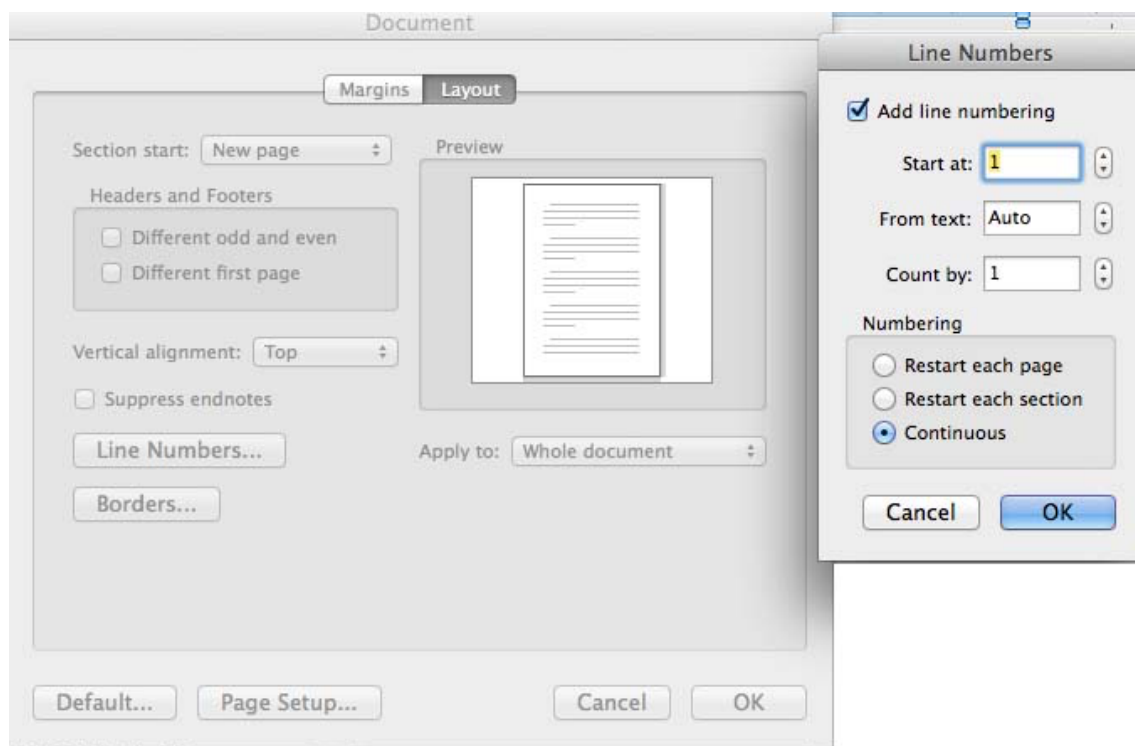 Document
Margins Layout
Section start: New page
Headers and Footers
Different odd and even
Different first page
Vertical alignment: Top
Suppress endnotes
Line Numbers...
Borders...
Preview
Apply to: Whole document
Default... Page Setup... Cancel OK
Line Numbers
Add line numbering
Start at: 1
From text: Auto
Count by: 1
Numbering
Restart each page
Restart each section
Continuous
Cancel OK